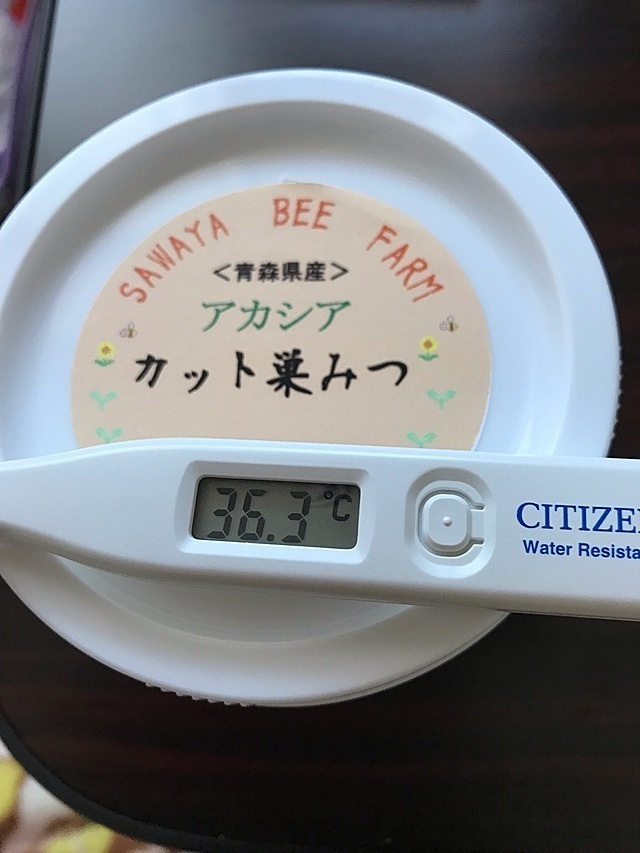 SAWAYA BEE FARM
<青森県産>
アカシア
カット巣みつ
36.3 °C
CITIZE
Water Resista